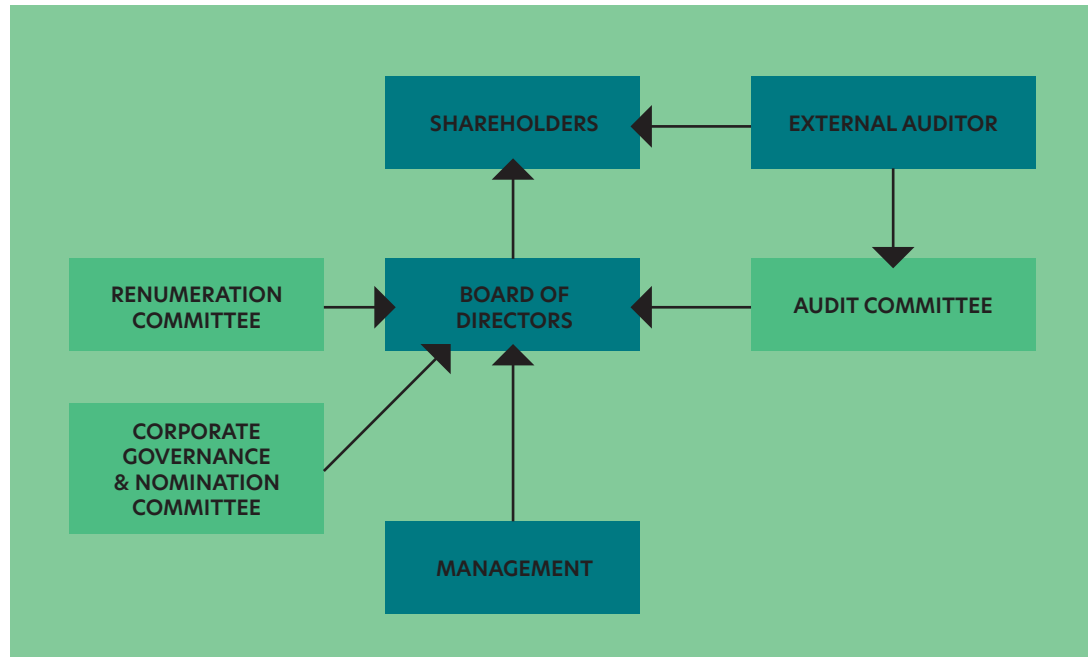 SHAREHOLDERS
EXTERNAL AUDITOR
RENUMERATION
COMMITTEE
BOARD OF
DIRECTORS
AUDIT COMMITTEE
CORPORATE
GOVERNANCE
& NOMINATION
COMMITTEE
MANAGEMENT